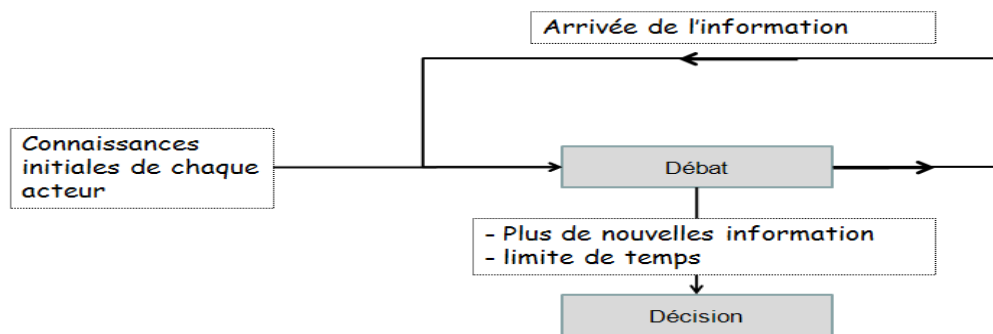 Arrivée de l'information
Connaissances
initiales de chaque
acteur
Débat
- Plus de nouvelles information
- limite de temps
Décision